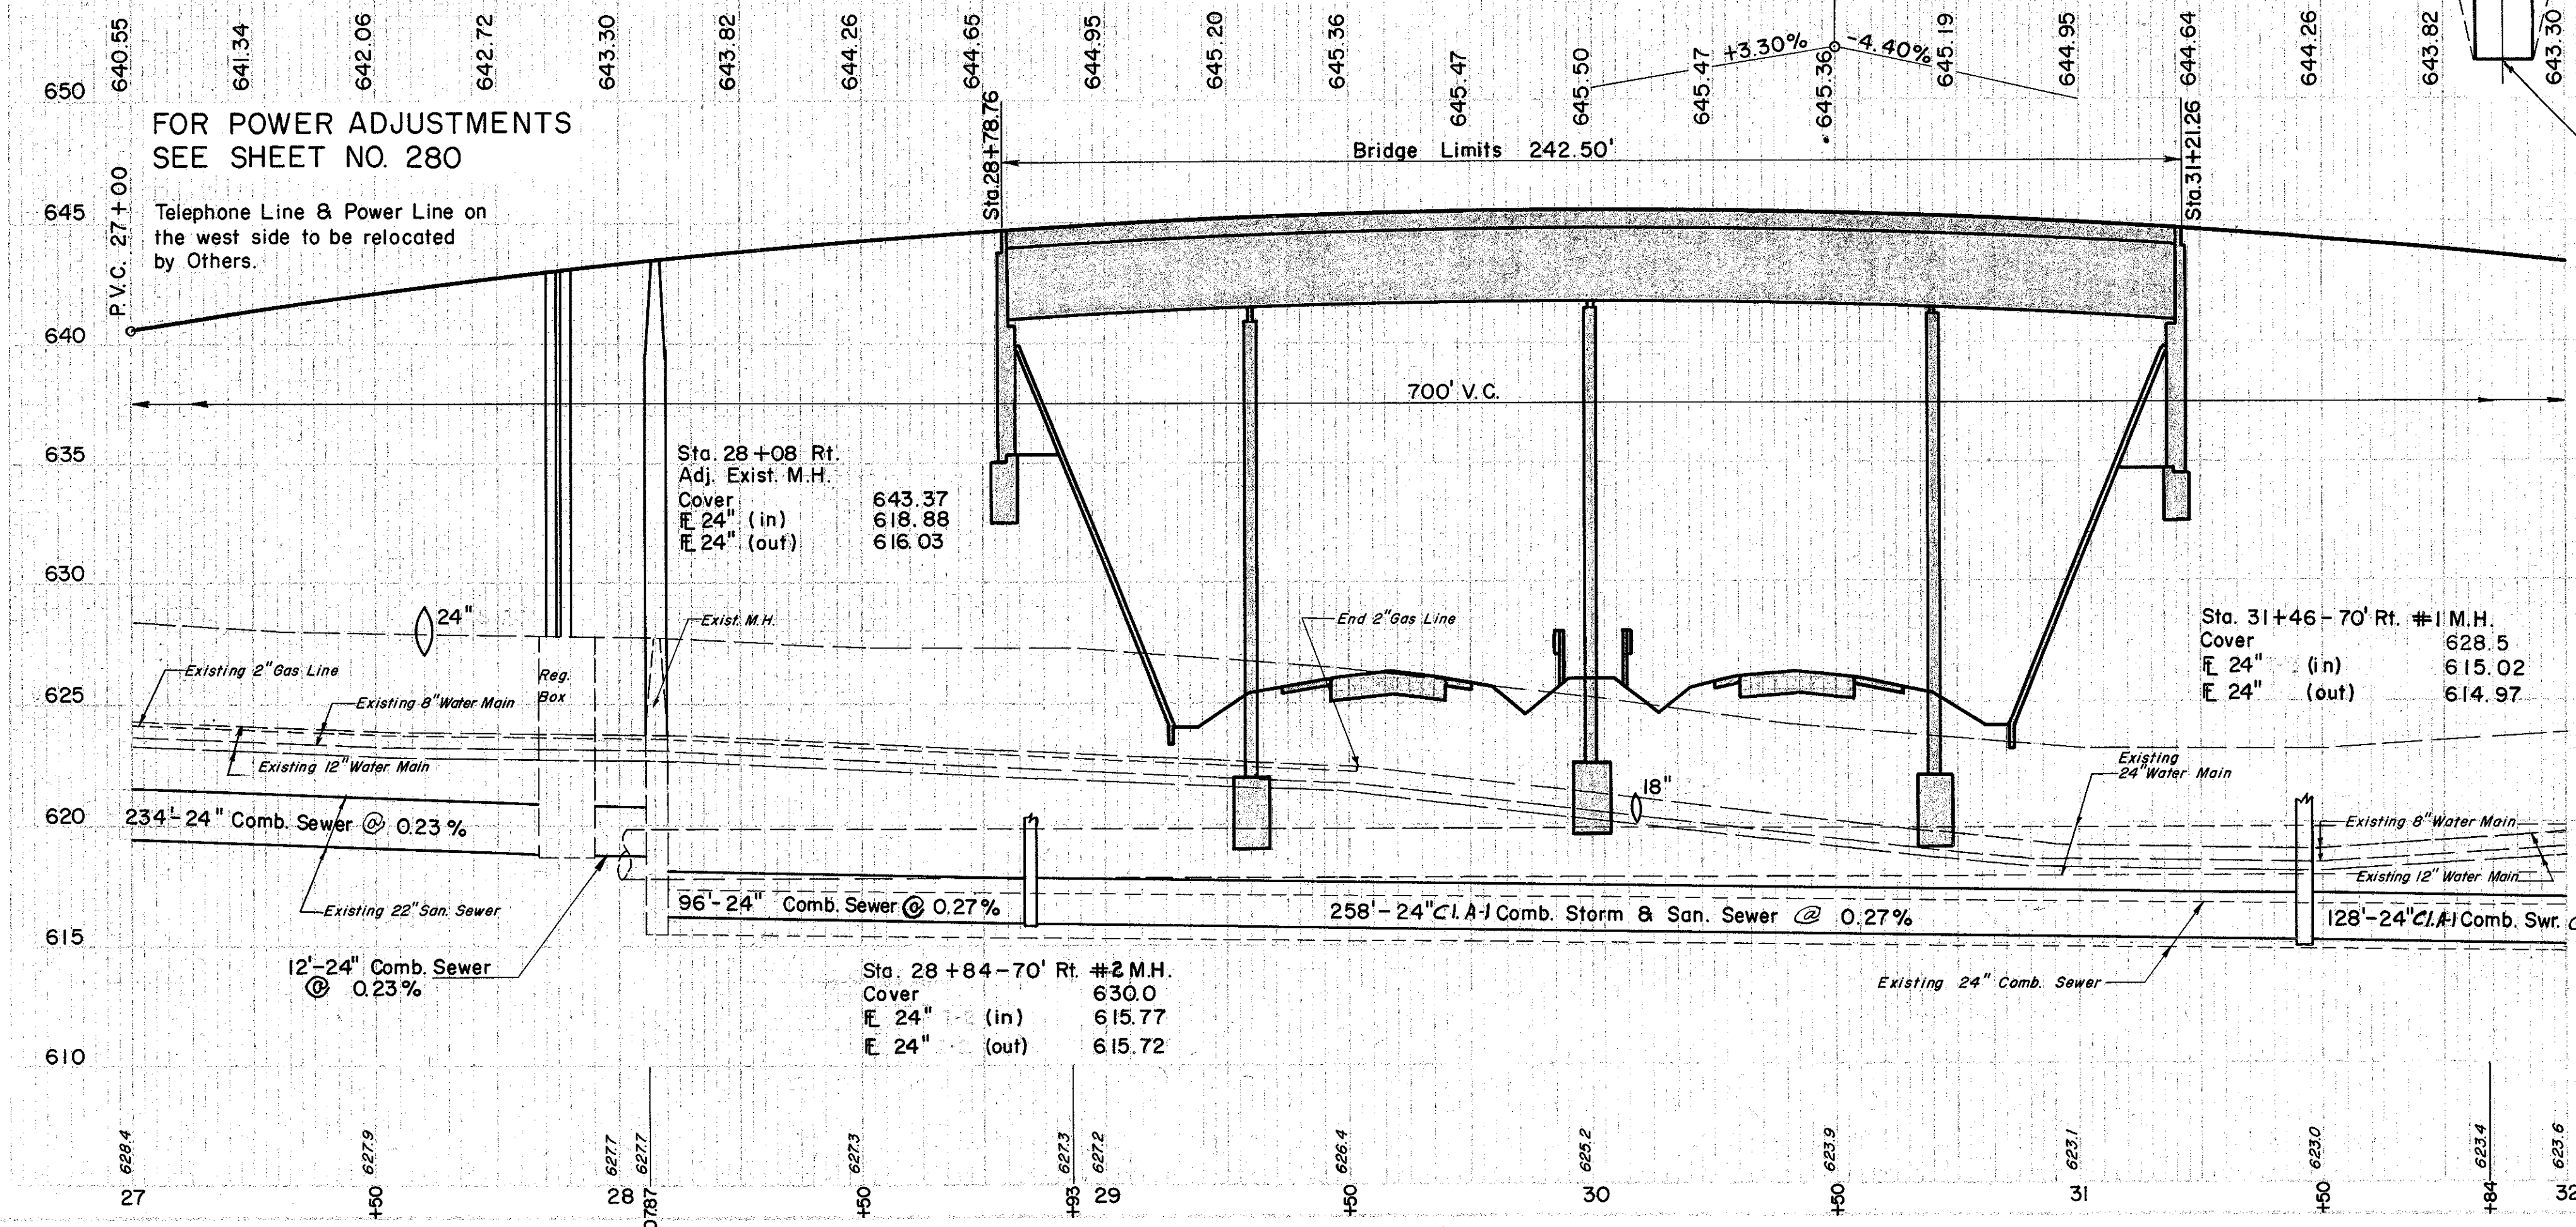 640.55
641.34
642.06
642.72
643.30
643.82
644.26
644.65
644.95
645.20
645.36
645.47
645.50
645.47
645.36
645.19
644.95
644.64
644.26
643.82
643.30
+3.30%
-4.40%
650
645
640
635
630
625
620
615
610
FOR POWER ADJUSTMENTS
SEE SHEET NO. 280
Telephone Line & Power Line on
the west side to be relocated
by Others.
P.V.C. 27+00
Sta.28+78.76
Bridge Limits 242.50'
Sta.31+21.26
700' V.C.
Sta. 28+08 Rt.
Adj. Exist. M.H.
Cover 643.37
FL 24" (in) 618.88
FL 24" (out) 616.03
24"
Exist. M.H.
End 2" Gas Line
Sta. 31+46-70' Rt. #1 M.H.
Cover 628.5
FL 24" (in) 615.02
FL 24" (out) 614.97
Existing 2" Gas Line
Reg.
Box
Existing 8" Water Main
Existing 12" Water Main
Existing
24" Water Main
18"
234'-24" Comb. Sewer @ 0.23%
Existing 8" Water Main
Existing 12" Water Main
Existing 22" San. Sewer
96'-24" Comb. Sewer @ 0.27%
258'-24" Cl. A-1 Comb. Storm & San. Sewer @ 0.27%
128'-24" Cl. A-1 Comb. Swr.
12'-24" Comb. Sewer
@ 0.23%
Sta. 28+84-70' Rt. #2 M.H.
Cover 630.0
FL 24" (in) 615.77
FL 24" (out) 615.72
Existing 24" Comb. Sewer
628.4
627.9
627.7
627.7
627.3
627.3
627.2
626.4
625.2
623.9
623.1
623.0
623.4
623.6
27
+50
28
0787
+50
+93
29
+50
30
+50
31
+50
+84
32